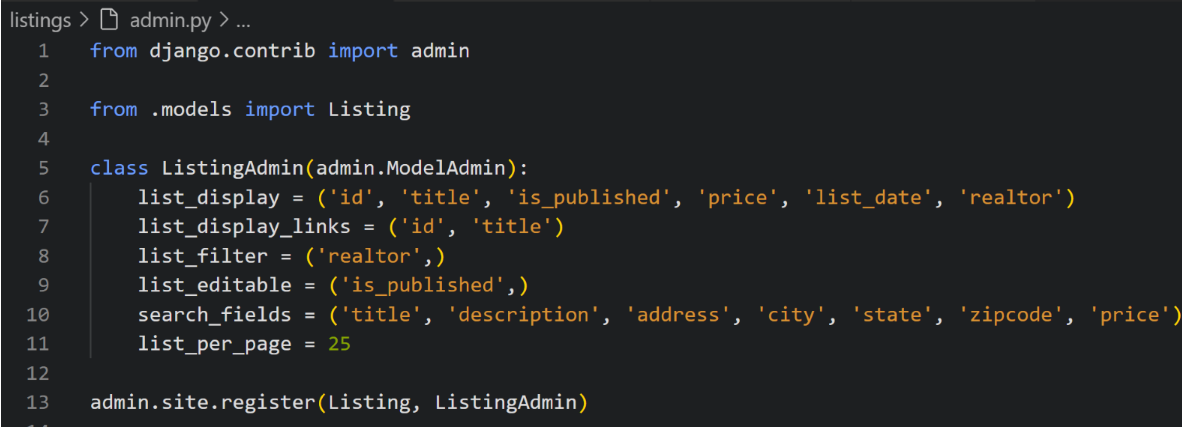 listings > admin.py > ...
1 from django.contrib import admin
2
3 from .models import Listing
4
5 class ListingAdmin(admin.ModelAdmin):
6     list_display = ('id', 'title', 'is_published', 'price', 'list_date', 'realtor')
7     list_display_links = ('id', 'title')
8     list_filter = ('realtor',)
9     list_editable = ('is_published',)
10     search_fields = ('title', 'description', 'address', 'city', 'state', 'zipcode', 'price')
11     list_per_page = 25
12
13 admin.site.register(Listing, ListingAdmin)